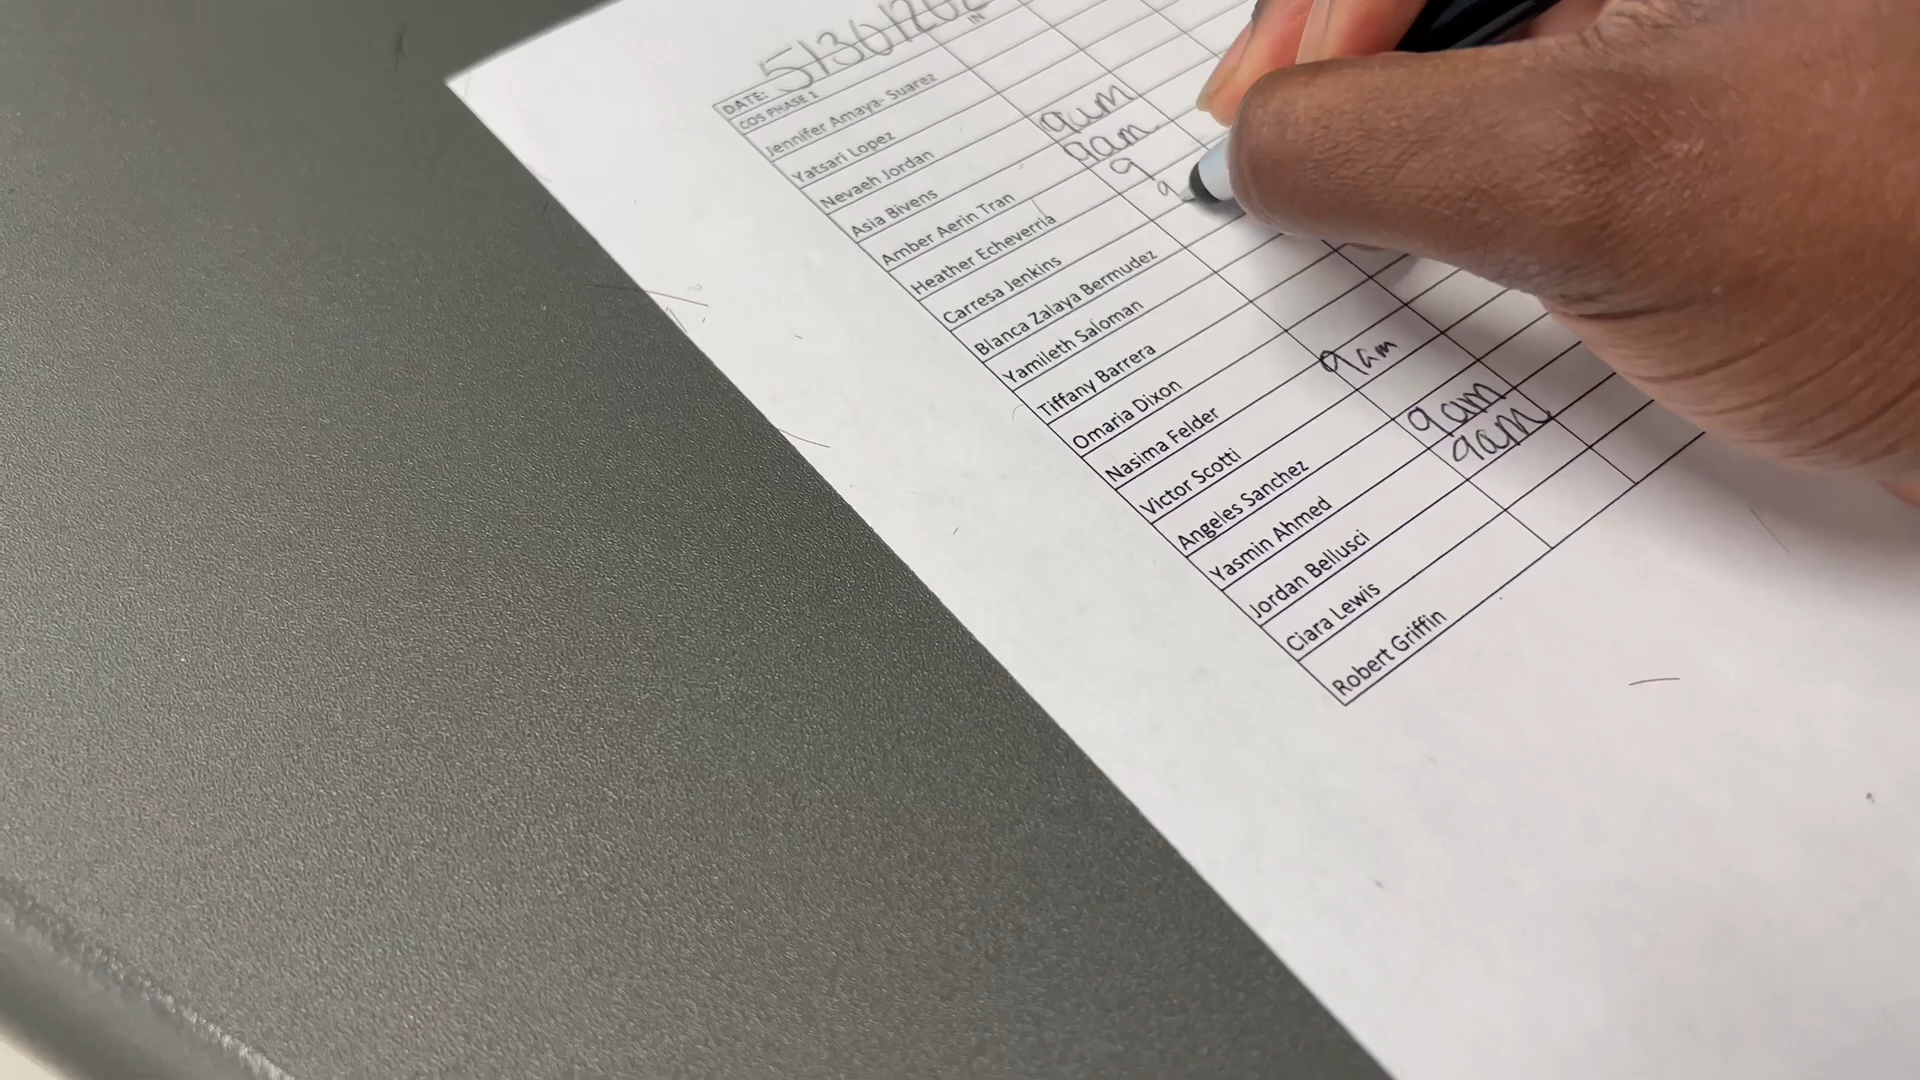 DATE: 5/30/202
COS PHASE 1 IN
Jennifer Amaya- Suarez
Yatsari Lopez
Nevaeh Jordan
Asia Bivens 9am
Amber Aerin Tran 9am
Heather Echeverria 9
Carresa Jenkins 9
Blanca Zalaya Bermudez
Yamileth Saloman
Tiffany Barrera
Omaria Dixon
Nasima Felder 9am
Victor Scotti
Angeles Sanchez
Yasmin Ahmed 9am
Jordan Bellusci 9am
Ciara Lewis
Robert Griffin